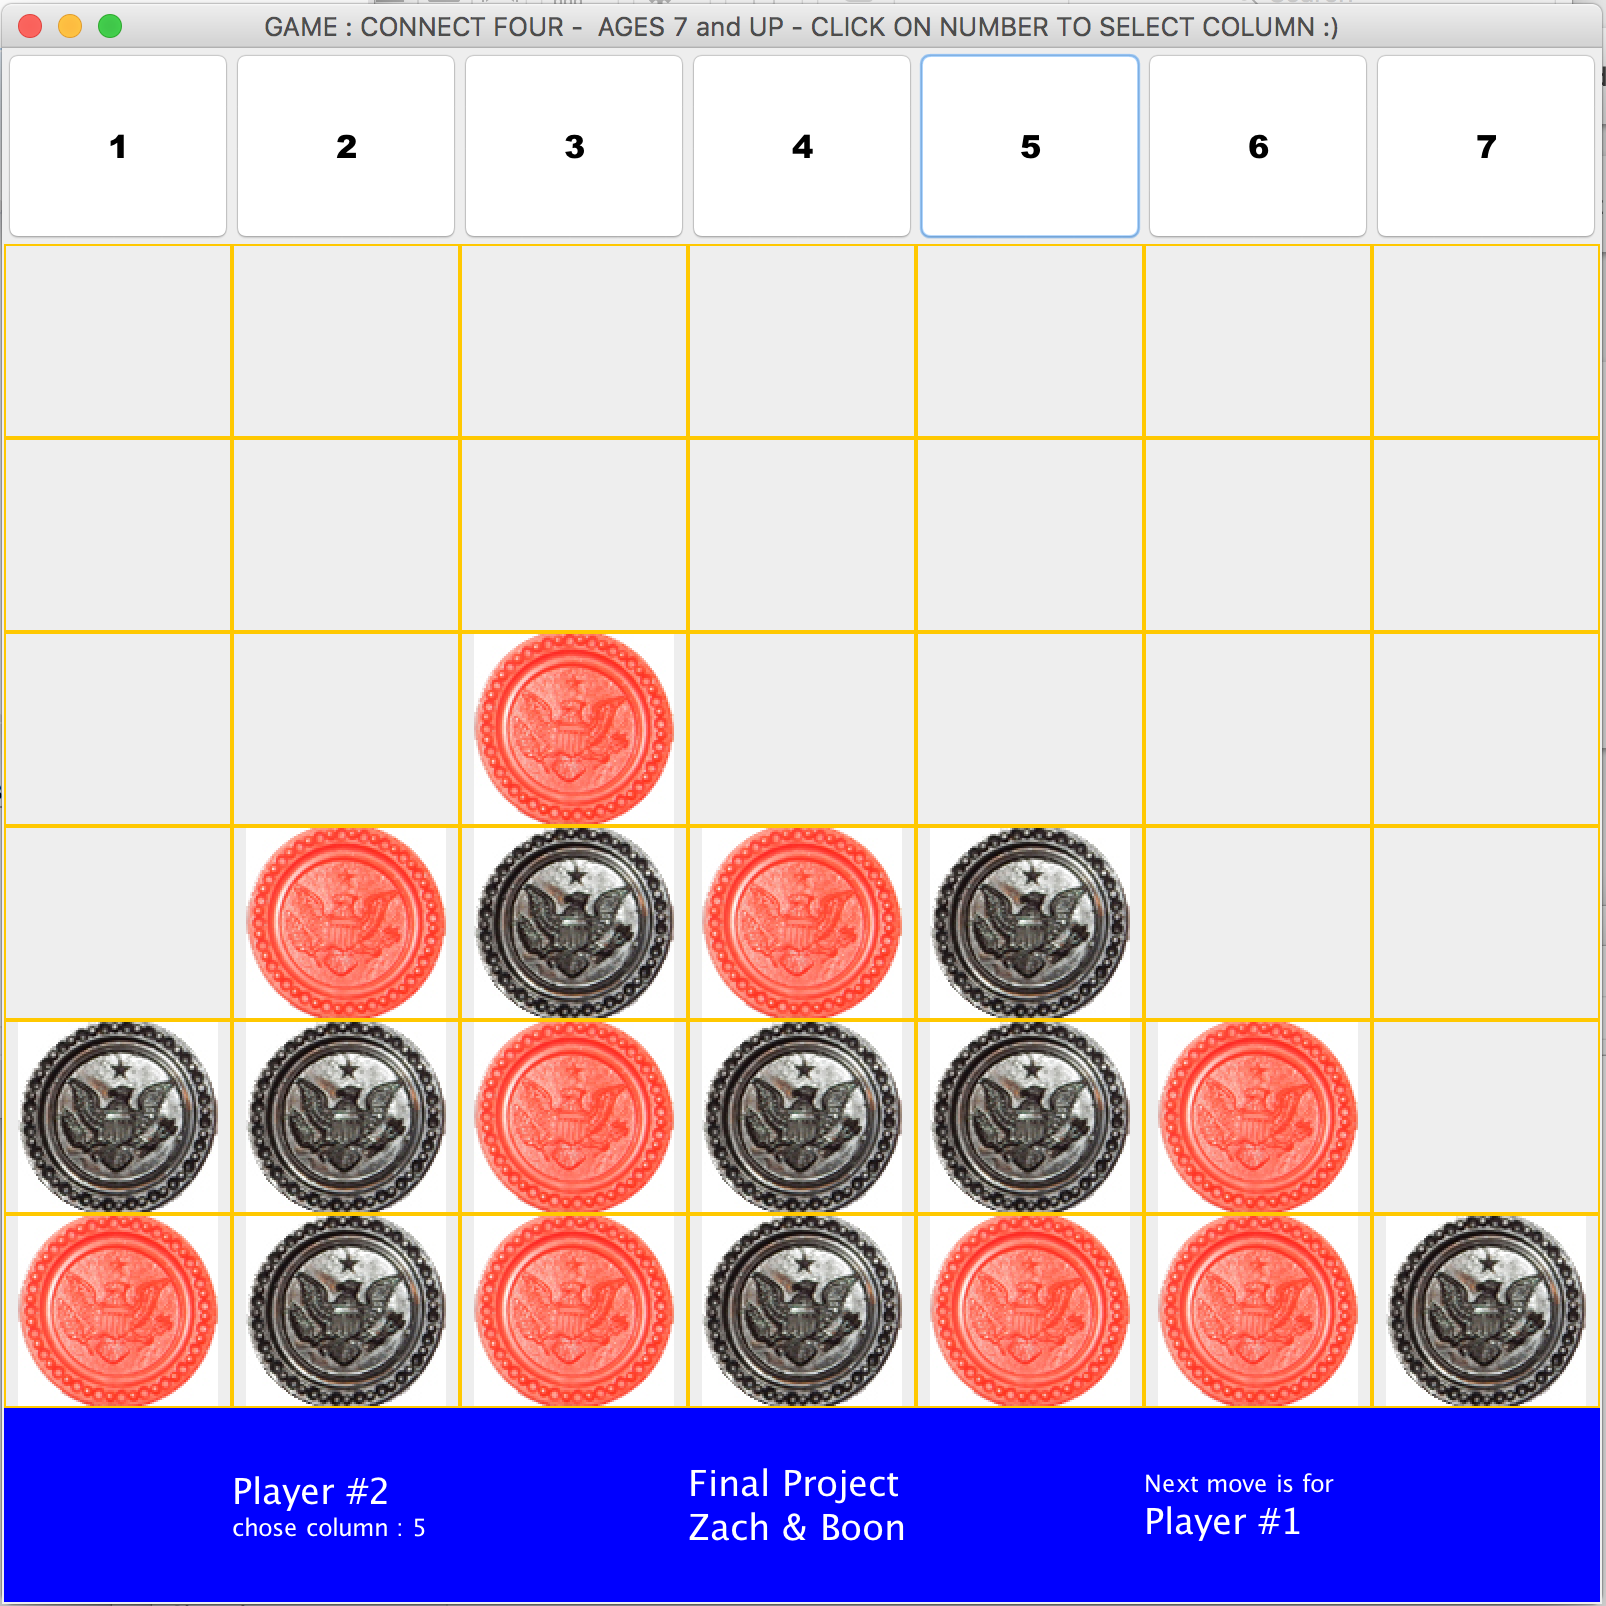 GAME : CONNECT FOUR -  AGES 7 and UP - CLICK ON NUMBER TO SELECT COLUMN :)
1 2 3 4 5 6 7
Player #2
chose column : 5
Final Project
Zach & Boon
Next move is for
Player #1